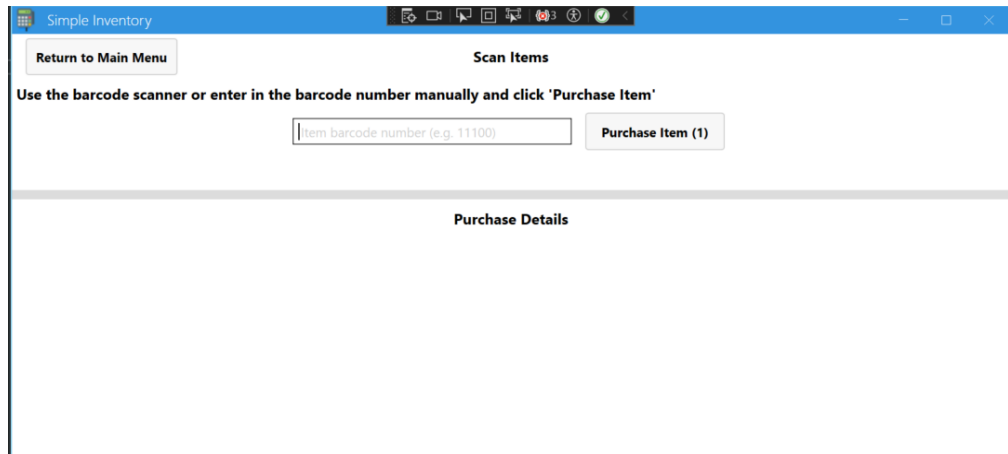 Simple Inventory
3
Return to Main Menu
Scan Items
Use the barcode scanner or enter in the barcode number manually and click 'Purchase Item'
Item barcode number (e.g. 11100)
Purchase Item (1)
Purchase Details